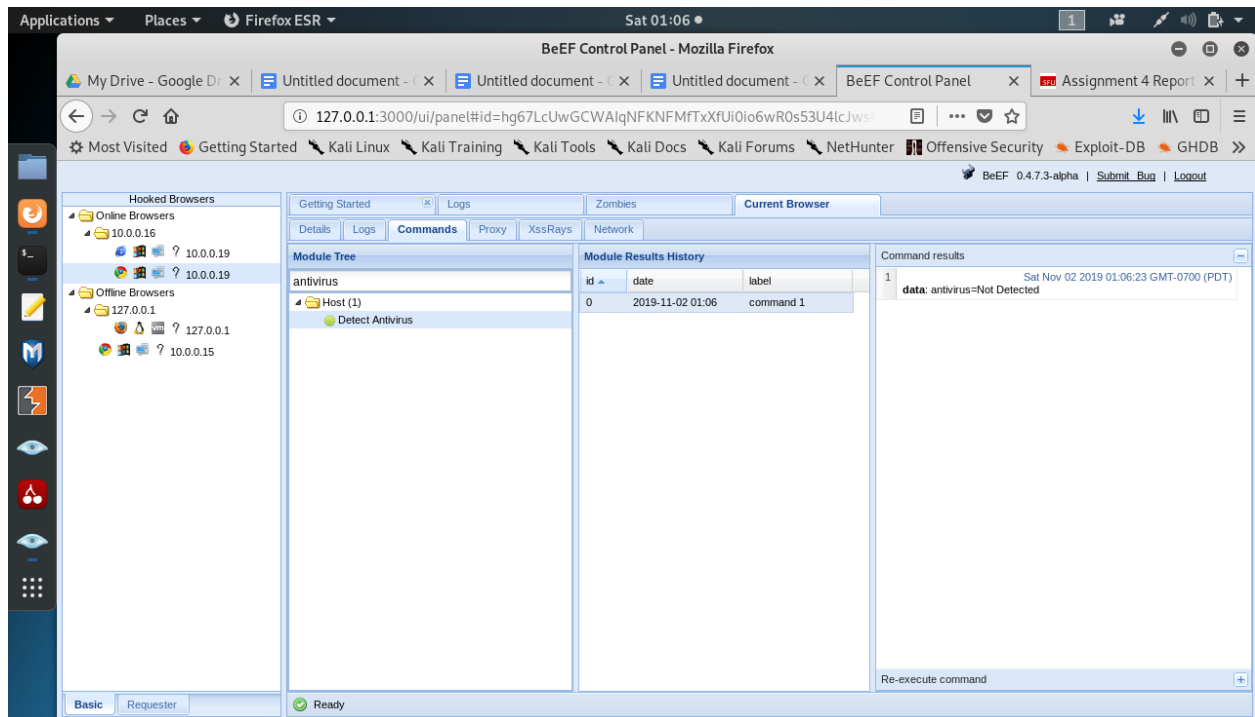 Applications Places Firefox ESR Sat 01:06 1
BeEF Control Panel - Mozilla Firefox
My Drive - Google Dr Untitled document - Untitled document - Untitled document - BeEF Control Panel SFU Assignment 4 Report
127.0.0.1:3000/ui/panel#id=hg67LcUwGCWAIqNFKNFMfTxXfUi0io6wR0s53U4lcJws
Most Visited Getting Started Kali Linux Kali Training Kali Tools Kali Docs Kali Forums NetHunter Offensive Security Exploit-DB GHDB
BeEF 0.4.7.3-alpha | Submit Bug | Logout
Hooked Browsers
Online Browsers
10.0.0.16
? 10.0.0.19
? 10.0.0.19
Offline Browsers
127.0.0.1
vm ? 127.0.0.1
? 10.0.0.15
Basic Requester
Getting Started Logs Zombies Current Browser
Details Logs Commands Proxy XssRays Network
Module Tree
antivirus
Host (1)
Detect Antivirus
Module Results History
id date label
0 2019-11-02 01:06 command 1
Command results
1 Sat Nov 02 2019 01:06:23 GMT-0700 (PDT)
data: antivirus=Not Detected
Re-execute command
Ready